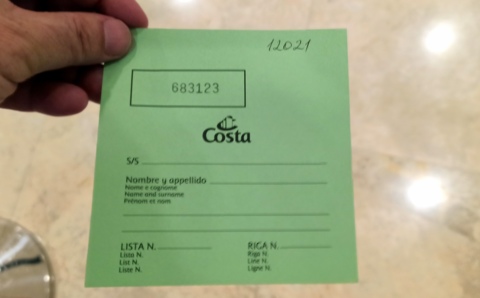 12021
683123
Costa
S/S
Nombre y appellido
Nome e cognome
Name and surname
Prénom et nom
LISTA N. RIGA N.
Lista N. Riga N.
List N. Line N.
Liste N. Ligne N.